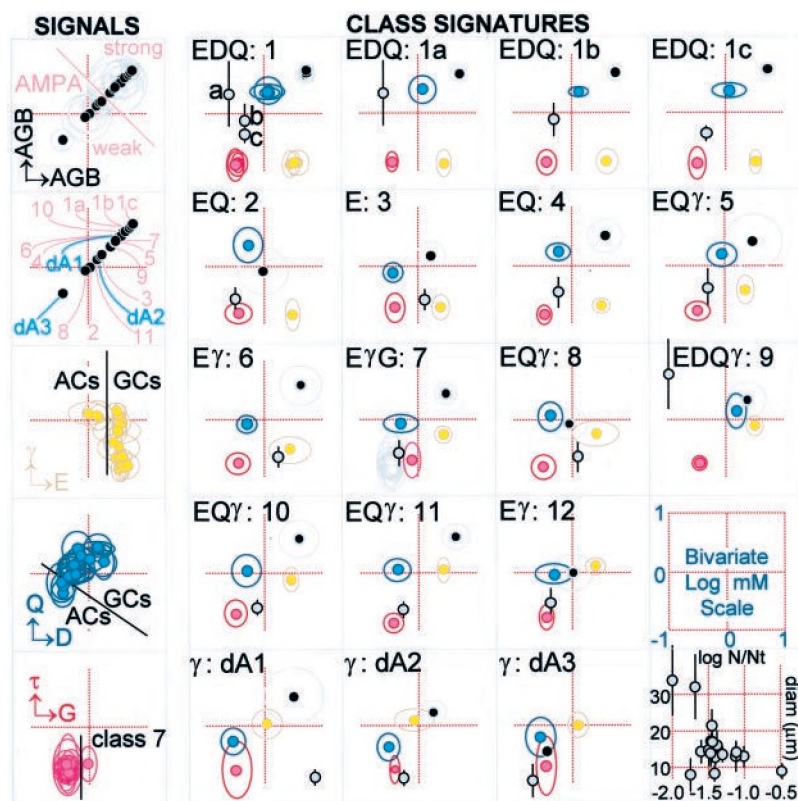 SIGNALS
CLASS SIGNATURES
strong
AMPA
weak
AGB
AGB
EDQ: 1
a
b
c
EDQ: 1a
EDQ: 1b
EDQ: 1c
10 1a 1b 1c
6 4 dA1 7 5
9
3
dA3 dA2
8 2 11
EQ: 2
E: 3
EQ: 4
EQγ: 5
ACs GCs
γ
E
Eγ: 6
EγG: 7
EQγ: 8
EDQγ: 9
Q
D
ACs
GCs
EQγ: 10
EQγ: 11
Eγ: 12
1
0
-1
Bivariate
Log mM
Scale
0 1
τ
G
class 7
γ: dA1
γ: dA2
γ: dA3
log N/Nt
30
20
10
diam (μm)
-2.0 -1.5 -1.0 -0.5